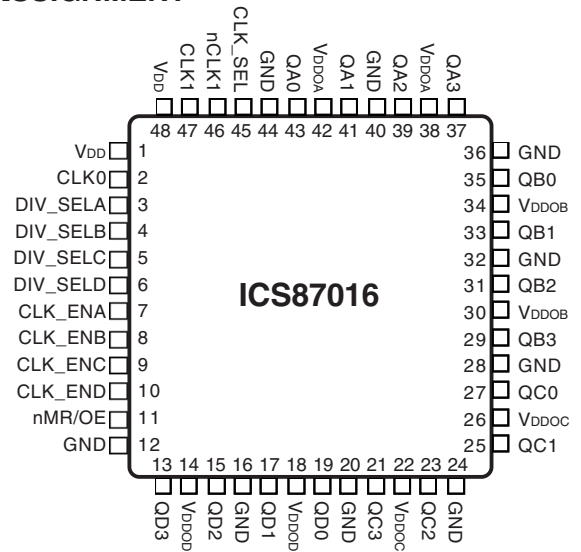 ASSIGNMENT
VDD
CLK1
nCLK1
CLK_SEL
GND
QA0
VDDOA
QA1
GND
QA2
VDDOA
QA3
48 47 46 45 44 43 42 41 40 39 38 37
VDD 1
CLK0 2
DIV_SELA 3
DIV_SELB 4
DIV_SELC 5
DIV_SELD 6
CLK_ENA 7
CLK_ENB 8
CLK_ENC 9
CLK_END 10
nMR/OE 11
GND 12
ICS87016
36 GND
35 QB0
34 VDDOB
33 QB1
32 GND
31 QB2
30 VDDOB
29 QB3
28 GND
27 QC0
26 VDDOC
25 QC1
13 14 15 16 17 18 19 20 21 22 23 24
QD3
VDDOD
QD2
GND
QD1
VDDOD
QD0
GND
QC3
VDDOC
QC2
GND